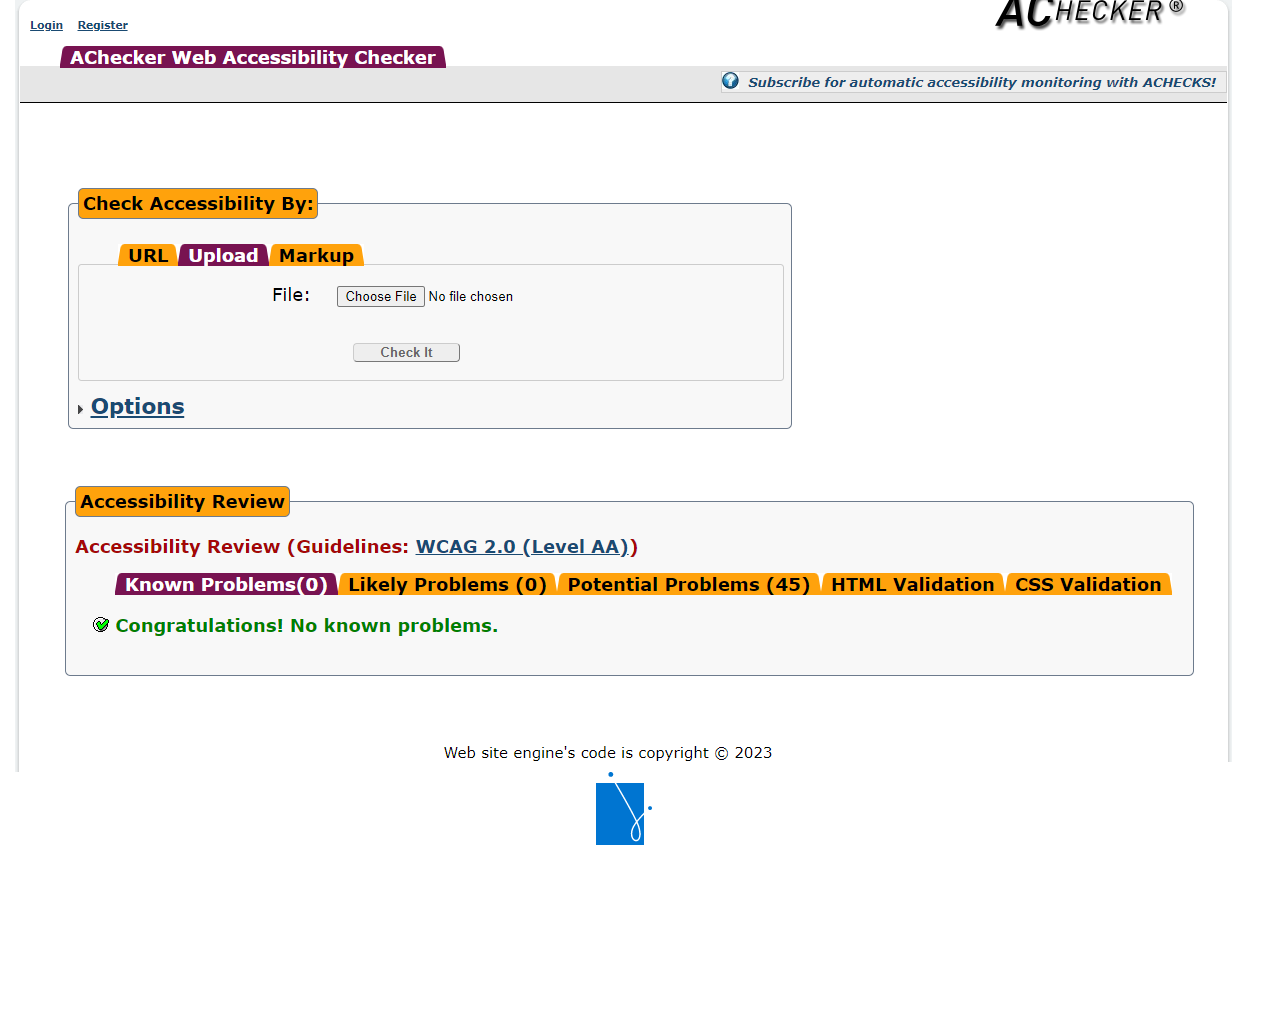 ACHECKER ®
Login Register
AChecker Web Accessibility Checker
Subscribe for automatic accessibility monitoring with ACHECKS!
Check Accessibility By:
URL Upload Markup
File: Choose File No file chosen
Check It
Options
Accessibility Review
Accessibility Review (Guidelines: WCAG 2.0 (Level AA))
Known Problems(0) Likely Problems (0) Potential Problems (45) HTML Validation CSS Validation
Congratulations! No known problems.
Web site engine's code is copyright © 2023